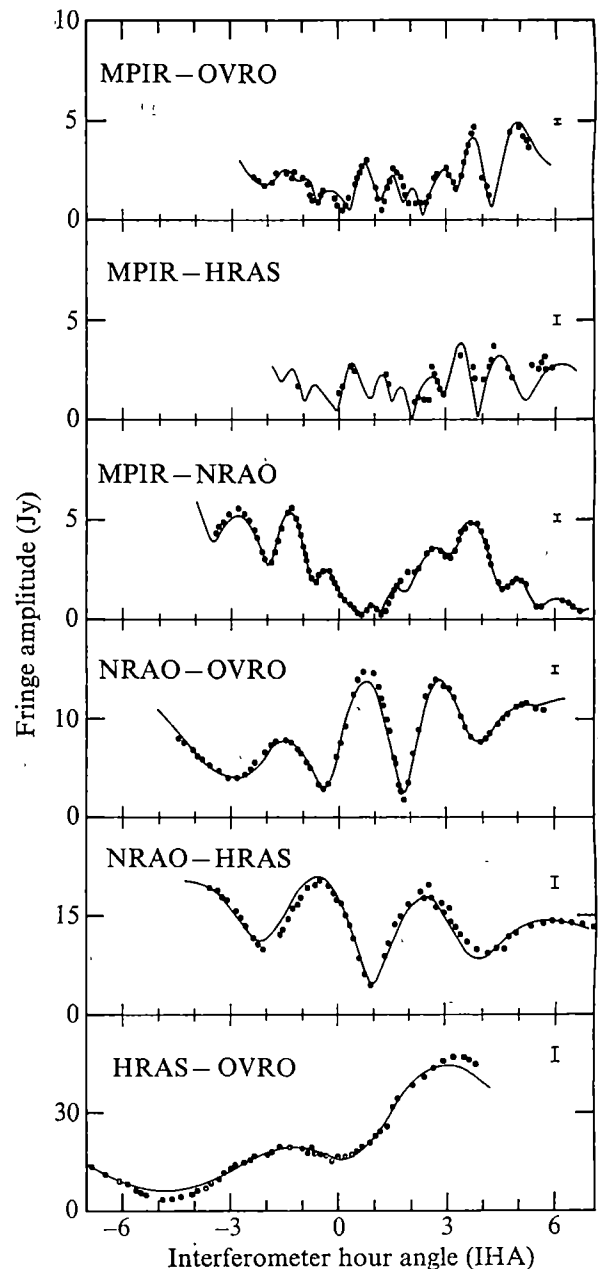 10
MPIR–OVRO
5
0
MPIR–HRAS
5
0
MPIR–NRAO
5
0
NRAO–OVRO
10
0
NRAO–HRAS
15
0
HRAS–OVRO
30
0
Fringe amplitude (Jy)
−6 −3 0 3 6
Interferometer hour angle (IHA)